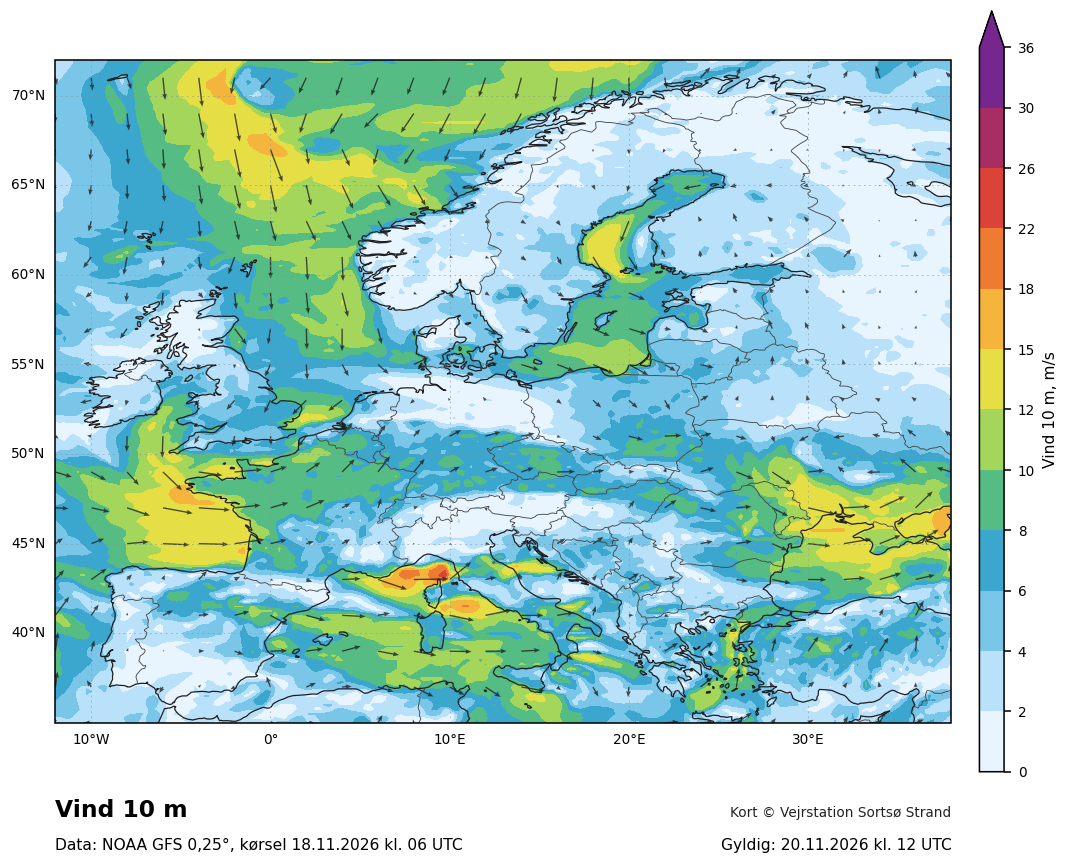 36
30
26
22
18
15
12
10
8
6
4
2
0
Vind 10 m, m/s
70°N
65°N
60°N
55°N
50°N
45°N
40°N
10°W
0°
10°E
20°E
30°E
Vind 10 m
Kort © Vejrstation Sortsø Strand
Data: NOAA GFS 0,25°, kørsel 18.11.2026 kl. 06 UTC
Gyldig: 20.11.2026 kl. 12 UTC